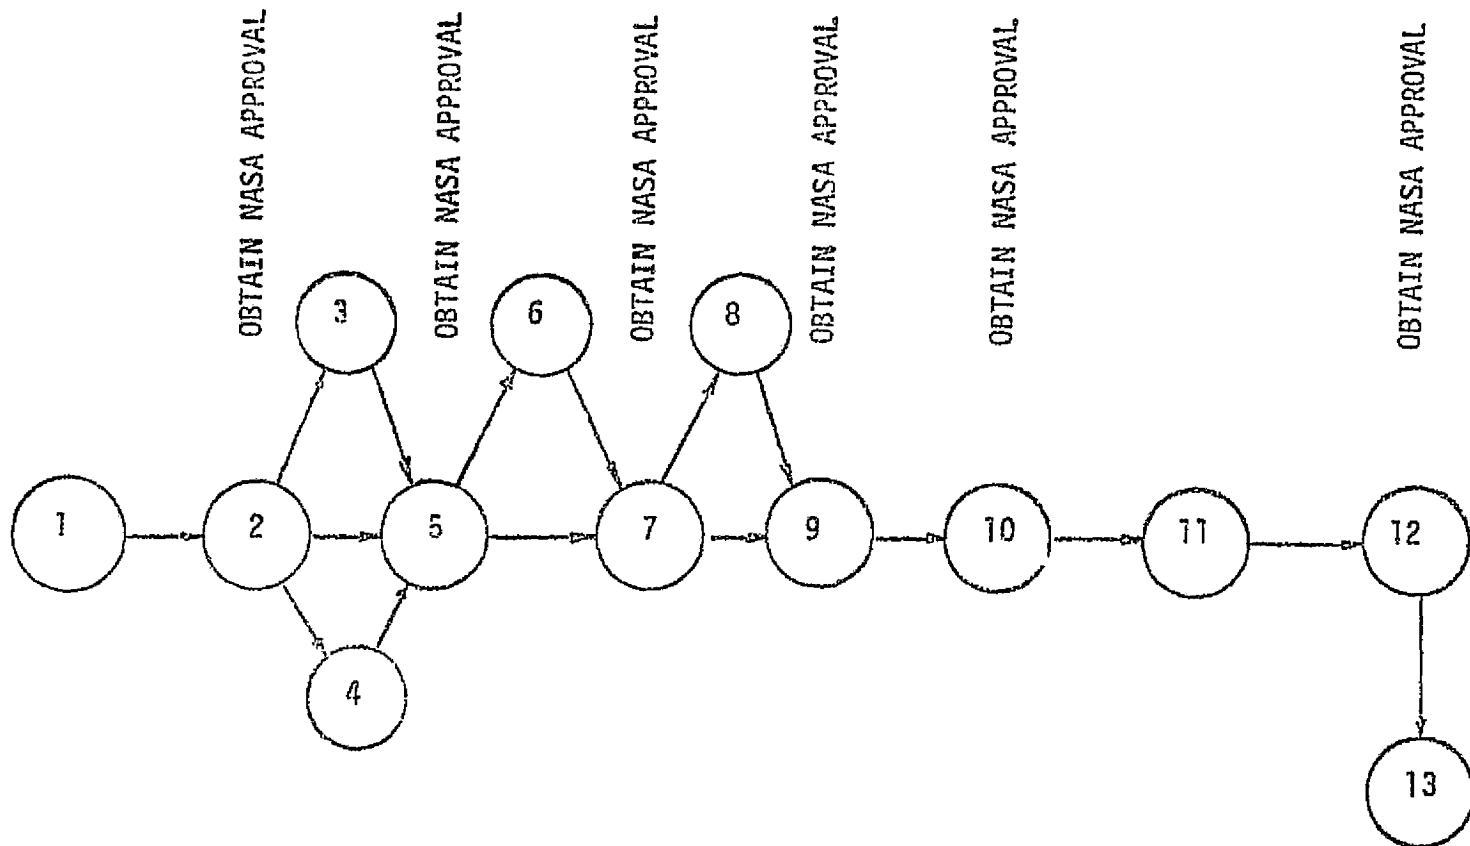 OBTAIN NASA APPROVAL
OBTAIN NASA APPROVAL
OBTAIN NASA APPROVAL
OBTAIN NASA APPROVAL
OBTAIN NASA APPROVAL
OBTAIN NASA APPROVAL
3
6
8
1
2
5
7
9
10
11
12
4
13